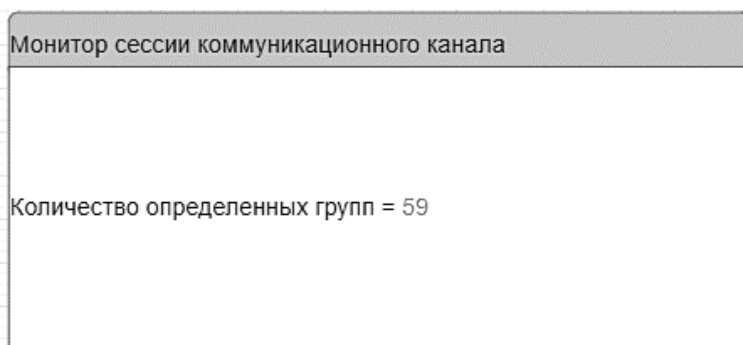 Монитор сессии коммуникационного канала
Количество определенных групп = 59